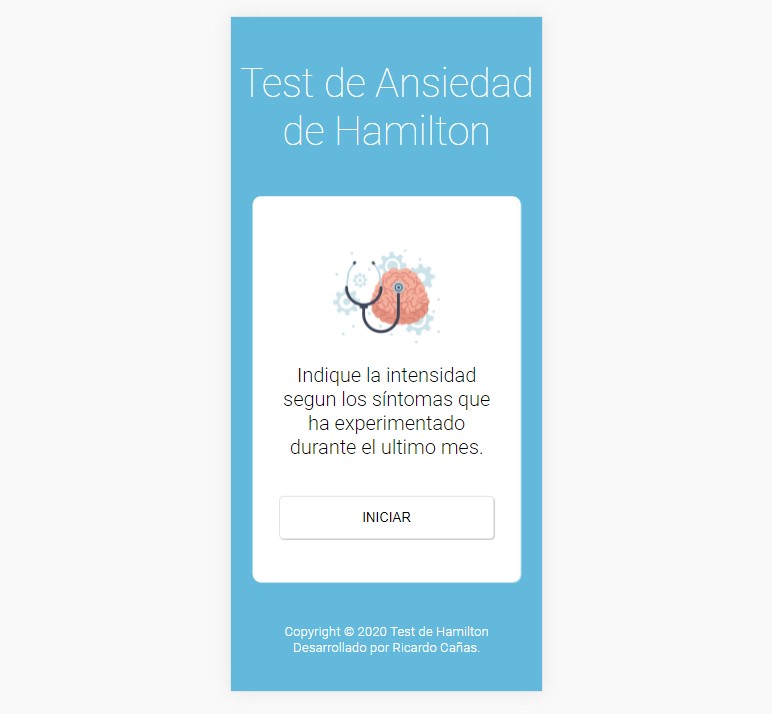 Test de Ansiedad
de Hamilton
Indique la intensidad
segun los síntomas que
ha experimentado
durante el ultimo mes.
INICIAR
Copyright © 2020 Test de Hamilton
Desarrollado por Ricardo Cañas.